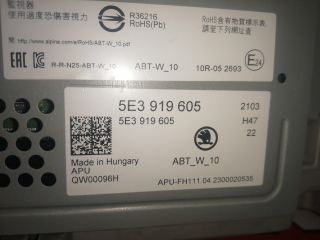 監視器
使用過度恐傷害視力
R36216
RoHS(Pb)
RoHS含有物質標示表,
請至以下列網址查
http://www.alpine.com/e/RoHS/ABT-W_10.pdf
EAC
R-R-N25-ABT-W_10
ABT-W_10
10R-05 2693
E24
5E3 919 605
2103
5E3 919 605
H47
22
Made in Hungary
APU
QW00096H
ABT_W_10
APU-FH111 04 2300020535